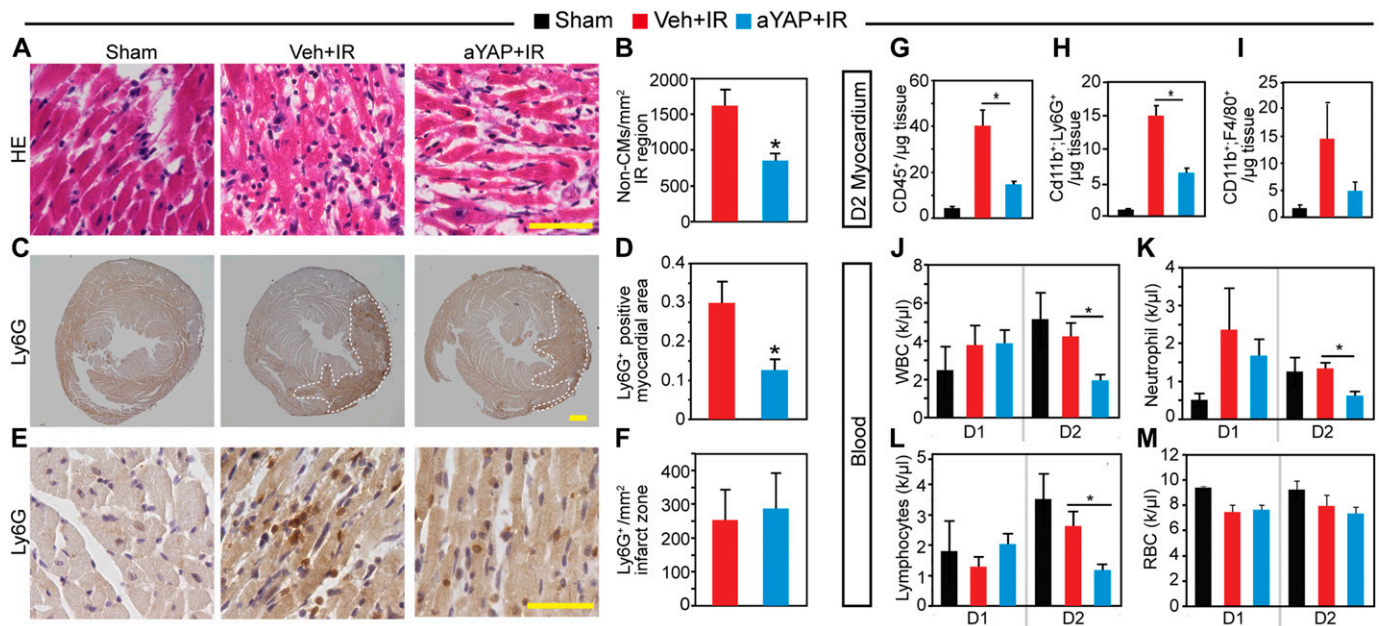 Sham Veh+IR aYAP+IR
A Sham Veh+IR aYAP+IR
HE
B
Non-CMs/mm²
IR region
2000
1500
1000
500
0
*
C
Ly6G
D
Ly6G⁺ positive
myocardial area
0.4
0.3
0.2
0.1
0
*
E
Ly6G
F
Ly6G⁺/mm²
infarct zone
400
300
200
100
0
D2 Myocardium
G
CD45⁺/µg tissue
60
40
20
0
*
H
Cd11b⁺;Ly6G⁺
/µg tissue
20
15
10
5
0
*
I
CD11b⁺;F4/80⁺
/µg tissue
25
20
15
10
5
0
Blood
J
WBC (k/µl)
8
6
4
2
0
*
D1 D2
K
Neutrophil (k/µl)
5
4
3
2
1
0
*
D1 D2
L
Lymphocytes (k/µl)
5
4
3
2
1
0
*
D1 D2
M
RBC (k/µl)
12
10
8
6
4
2
0
D1 D2